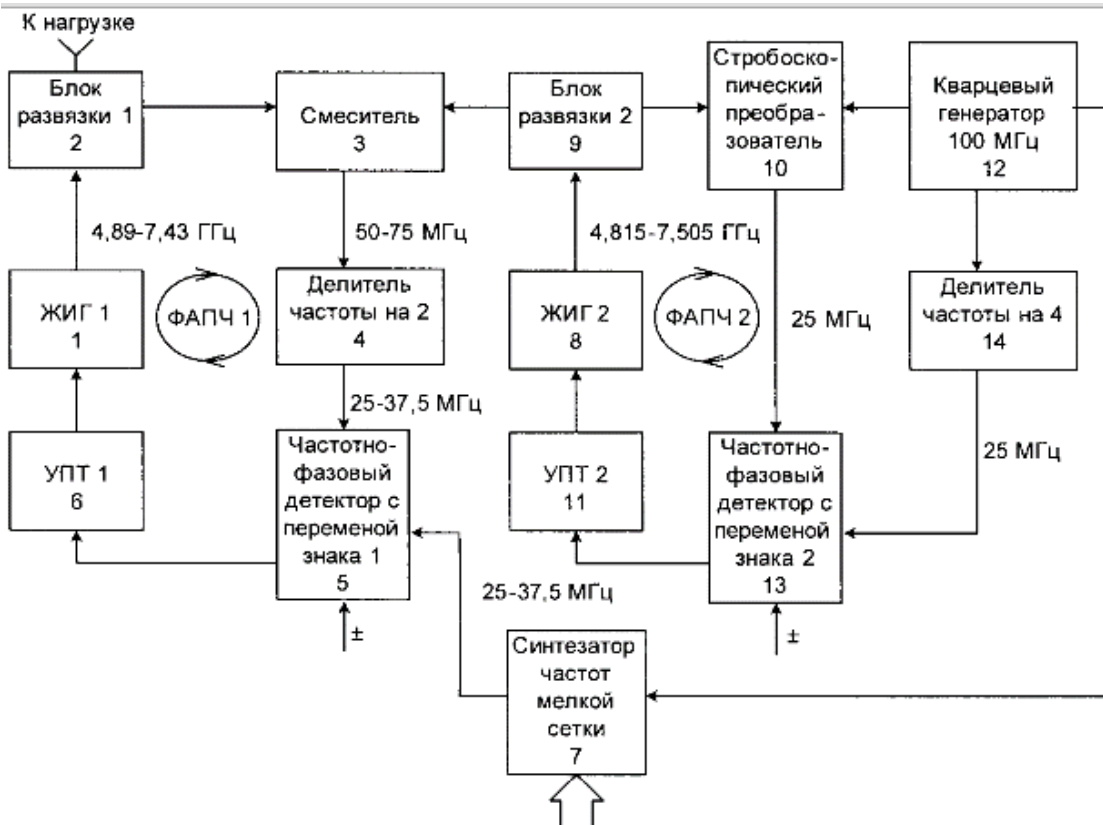 К нагрузке
Блок
развязки 1
2
Смеситель
3
Блок
развязки 2
9
Стробоско-
пический
преобра-
зователь
10
Кварцевый
генератор
100 МГц
12
4,89-7,43 ГГц
50-75 МГц
4,815-7,505 ГГц
25 МГц
ЖИГ 1
1
ФАПЧ 1
Делитель
частоты на 2
4
ЖИГ 2
8
ФАПЧ 2
Делитель
частоты на 4
14
25-37,5 МГц
25 МГц
УПТ 1
6
Частотно-
фазовый
детектор с
переменой
знака 1
5
УПТ 2
11
Частотно-
фазовый
детектор с
переменой
знака 2
13
25-37,5 МГц
±
±
Синтезатор
частот
мелкой
сетки
7